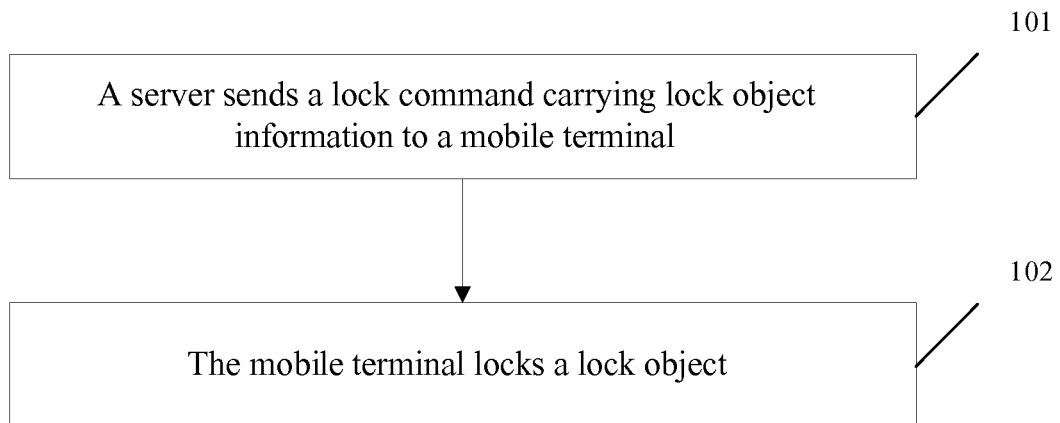 101
A server sends a lock command carrying lock object
information to a mobile terminal
102
The mobile terminal locks a lock object